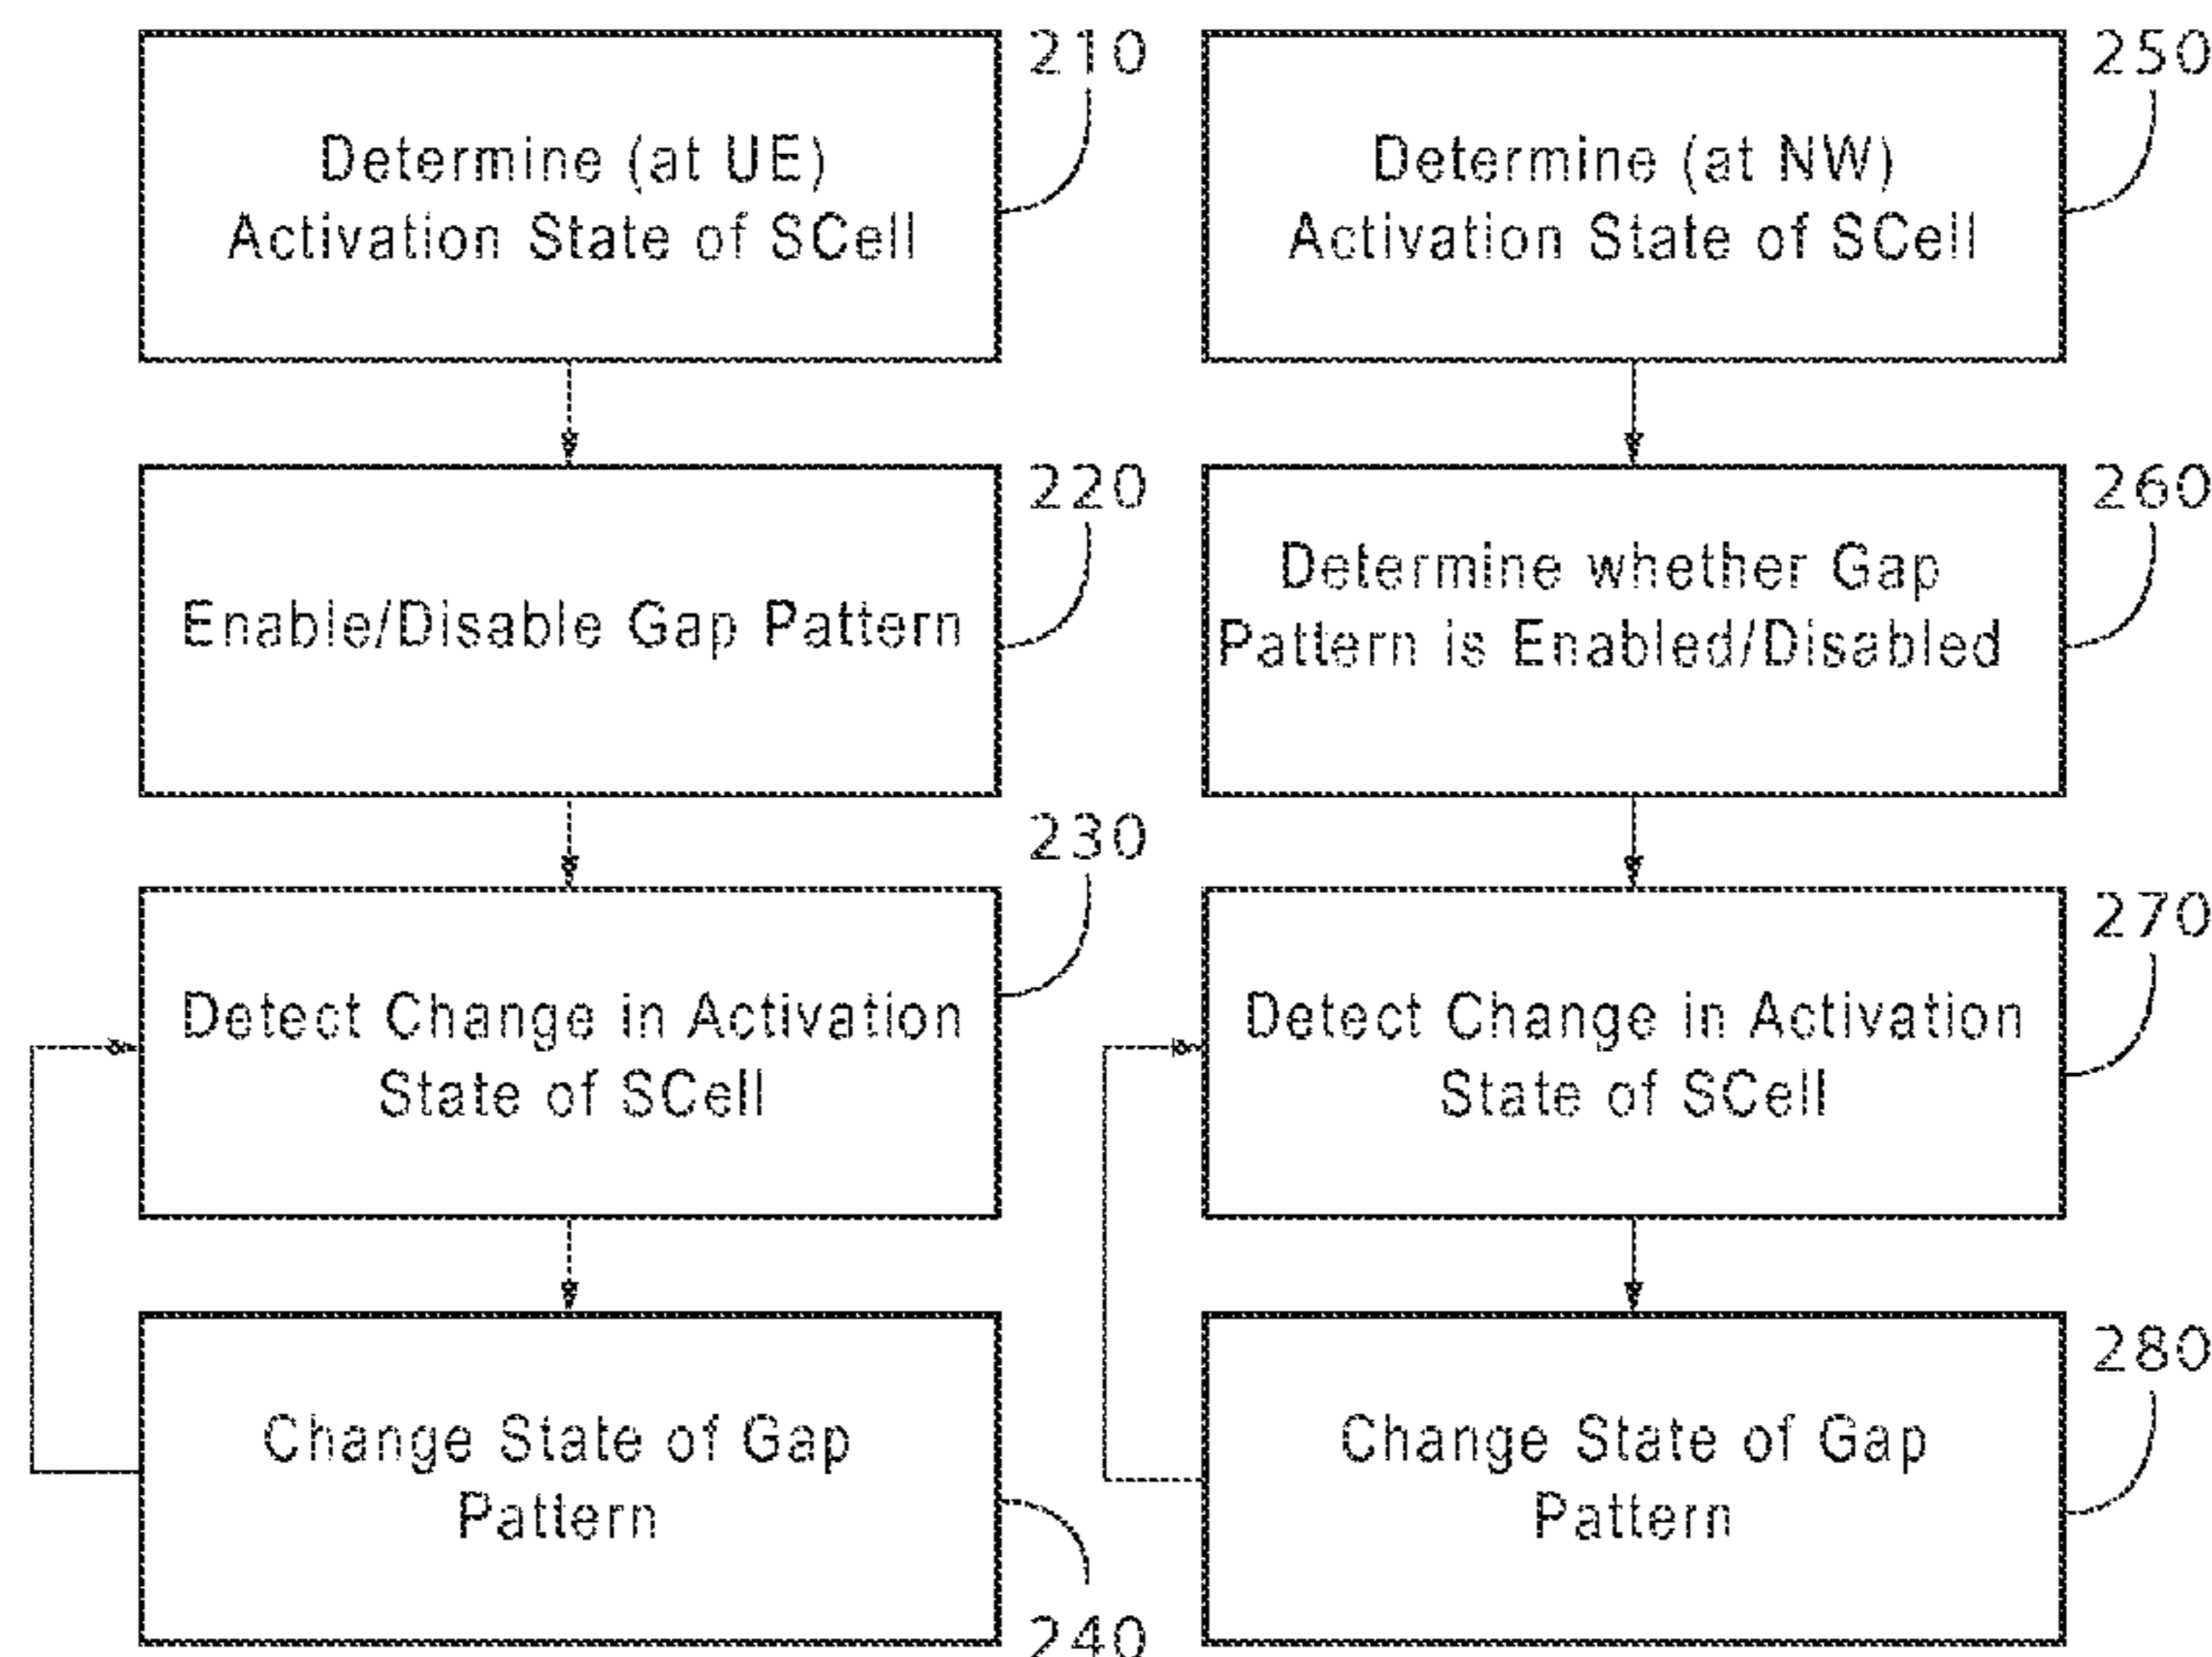 210
Determine (at UE)
Activation State of SCell
220
Enable/Disable Gap Pattern
230
Detect Change in Activation
State of SCell
Change State of Gap
Pattern
240
250
Determine (at NW)
Activation State of SCell
260
Determine whether Gap
Pattern is Enabled/Disabled
270
Detect Change in Activation
State of SCell
280
Change State of Gap
Pattern